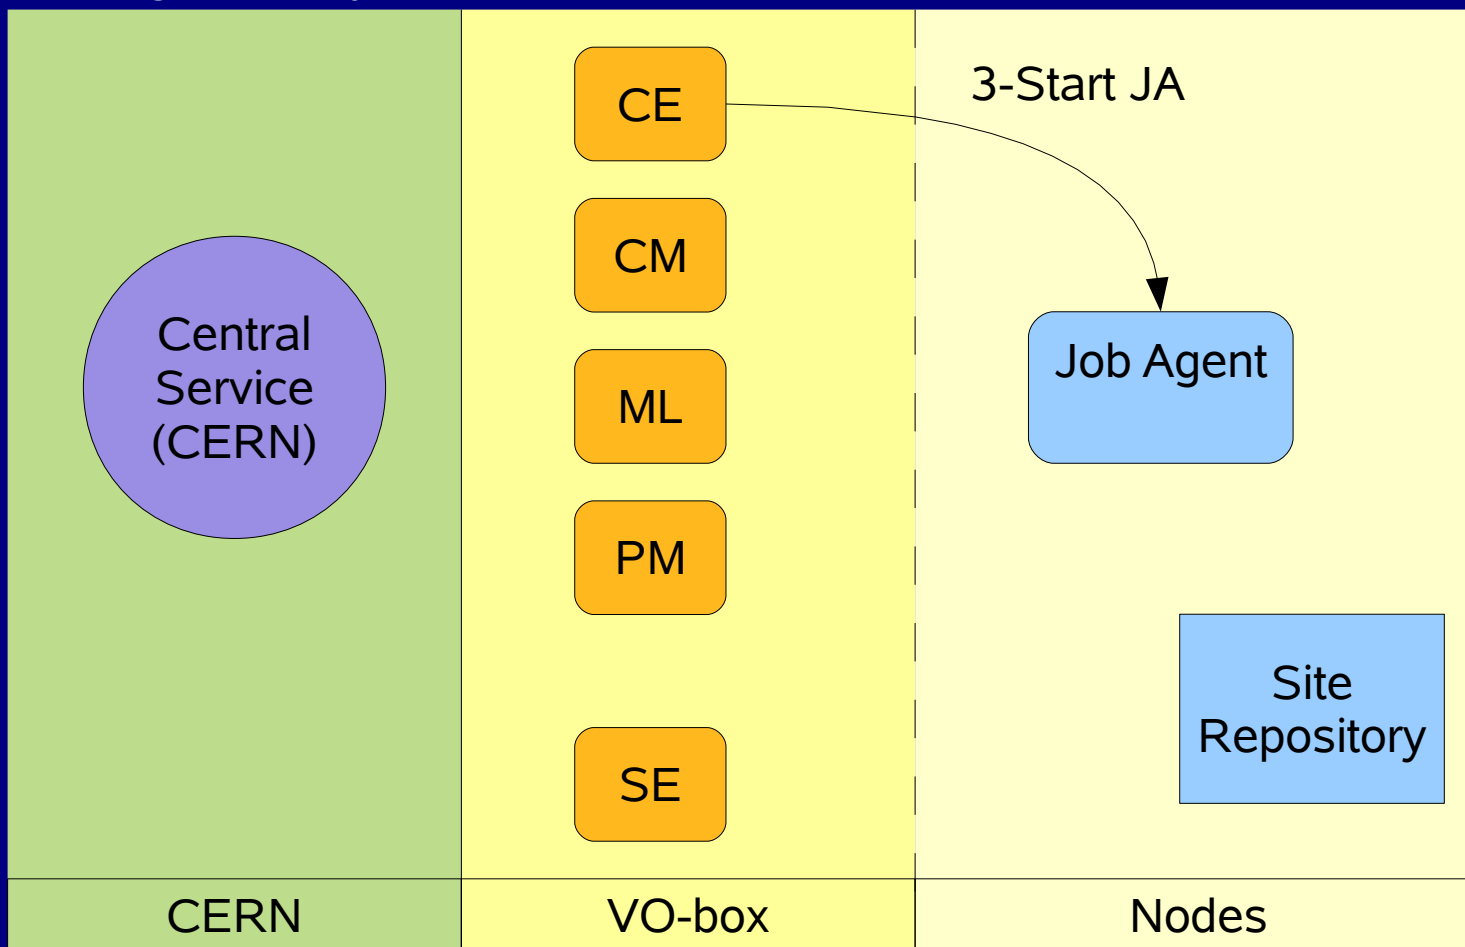 CE
3-Start JA
CM
Central
Service
(CERN)
Job Agent
ML
PM
Site
Repository
SE
CERN
VO-box
Nodes